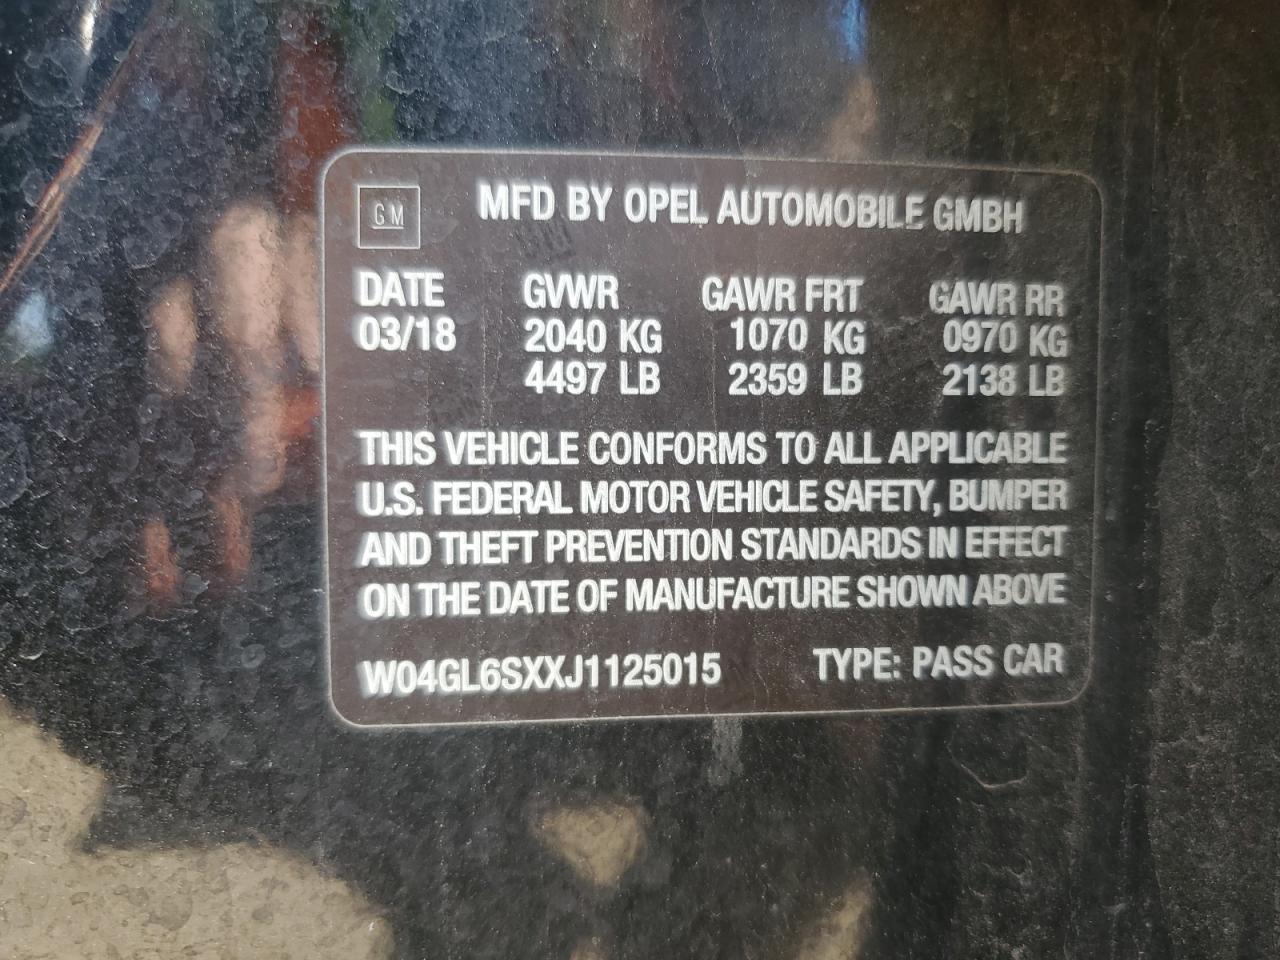 GM
MFD BY OPEL AUTOMOBILE GMBH
DATE GVWR GAWR FRT GAWR RR
03/18 2040 KG 1070 KG 0970 KG
4497 LB 2359 LB 2138 LB
THIS VEHICLE CONFORMS TO ALL APPLICABLE
U.S. FEDERAL MOTOR VEHICLE SAFETY, BUMPER
AND THEFT PREVENTION STANDARDS IN EFFECT
ON THE DATE OF MANUFACTURE SHOWN ABOVE
W04GL6SXXJ1125015 TYPE: PASS CAR